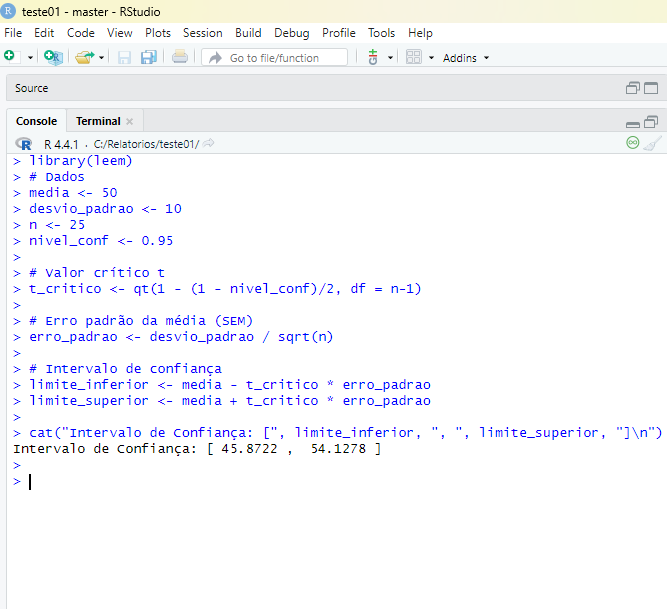 teste01 - master - RStudio
File Edit Code View Plots Session Build Debug Profile Tools Help
Go to file/function Addins
Source
Console Terminal
R 4.4.1 · C:/Relatorios/teste01/
> library(leem)
> # Dados
> media <- 50
> desvio_padrao <- 10
> n <- 25
> nivel_conf <- 0.95
>
> # Valor crítico t
> t_critico <- qt(1 - (1 - nivel_conf)/2, df = n-1)
>
> # Erro padrão da média (SEM)
> erro_padrao <- desvio_padrao / sqrt(n)
>
> # Intervalo de confiança
> limite_inferior <- media - t_critico * erro_padrao
> limite_superior <- media + t_critico * erro_padrao
>
> cat("Intervalo de Confiança: [", limite_inferior, ", ", limite_superior, "]\n")
Intervalo de Confiança: [ 45.8722 ,  54.1278 ]
>
>